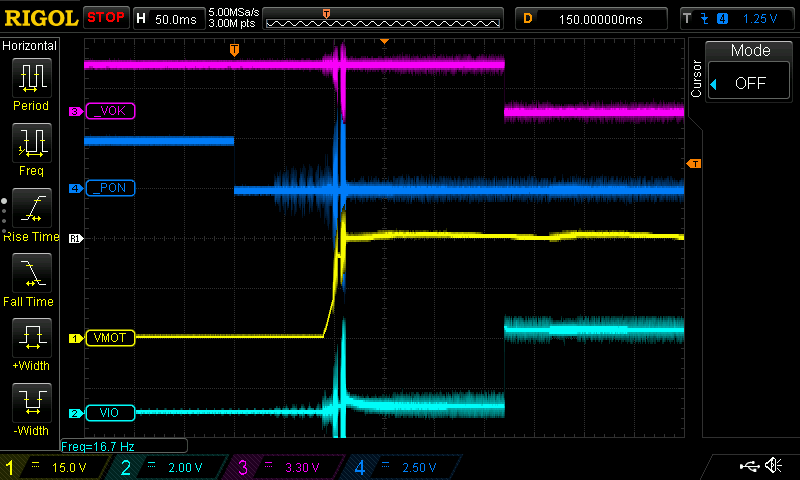 RIGOL STOP H 50.0ms 5.00MSa/s D 150.000000ms T 4 1.25 V
3.00M pts
T
Horizontal
Period
Freq
Rise Time
Fall Time
+Width
-Width
T
3 _VOK
4 _PON
R1
1 VMOT
2 VIO
T
Cursor
Mode
OFF
Freq=16.7 Hz
1 15.0 V 2 2.00 V 3 3.30 V 4 2.50 V